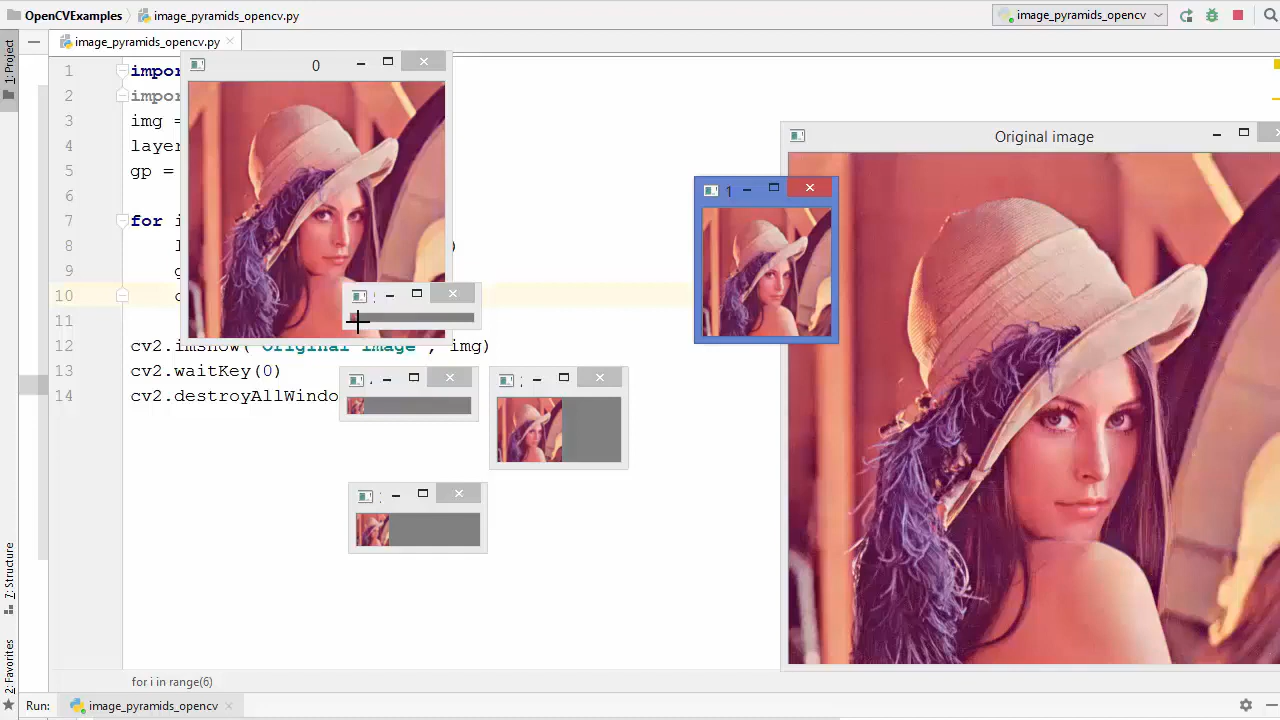 OpenCVExamples image_pyramids_opencv.py image_pyramids_opencv
image_pyramids_opencv.py
1: Project
0
Original image
1
1 impor
2 impor
3 img =
4 layer
5 gp =
6
7 for i
8 l )
9 g
10 c
11
12 cv2.imshow("Original image", img)
13 cv2.waitKey(0)
14 cv2.destroyAllWindo
7: Structure
2: Favorites
for i in range(6)
Run: image_pyramids_opencv